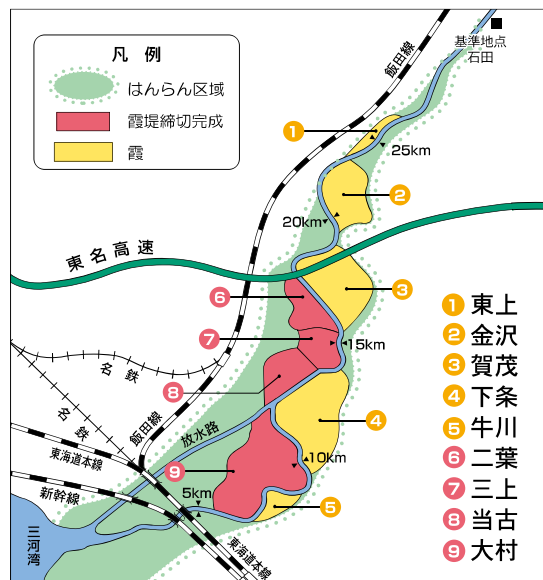 凡 例
はんらん区域
霞堤締切完成
霞
基準地点
石田
飯田線
1
25km
2
20km
東名高速
3
6
7
15km
名鉄
8
名鉄
飯田線
放水路
4
東海道本線
9
10km
新幹線
5km
5
三河湾
東海道本線
新幹線
1 東上
2 金沢
3 賀茂
4 下条
5 牛川
6 二葉
7 三上
8 当古
9 大村